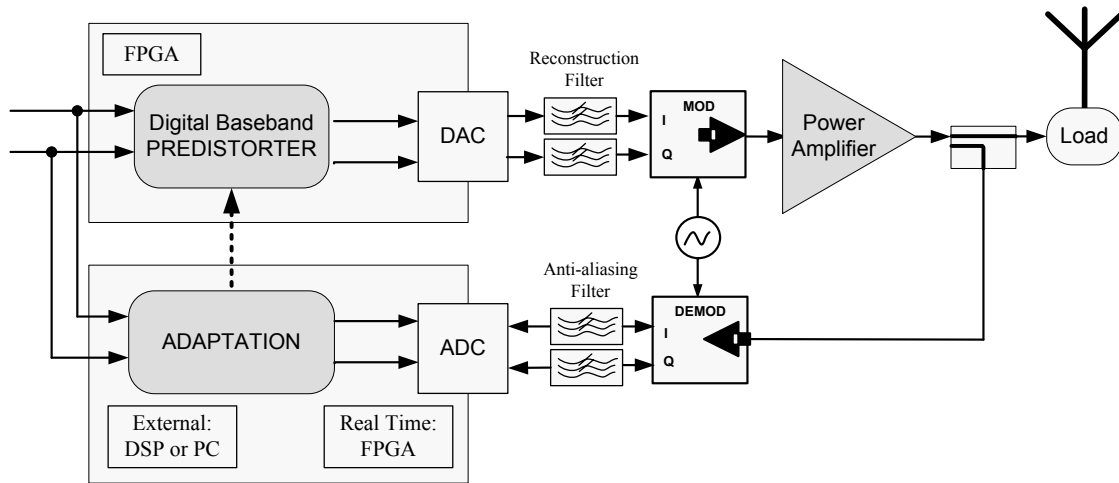 FPGA
Digital Baseband
PREDISTORTER
DAC
Reconstruction
Filter
MOD
I
Q
Power
Amplifier
Load
ADAPTATION
ADC
Anti-aliasing
Filter
DEMOD
I
Q
External:
DSP or PC
Real Time:
FPGA